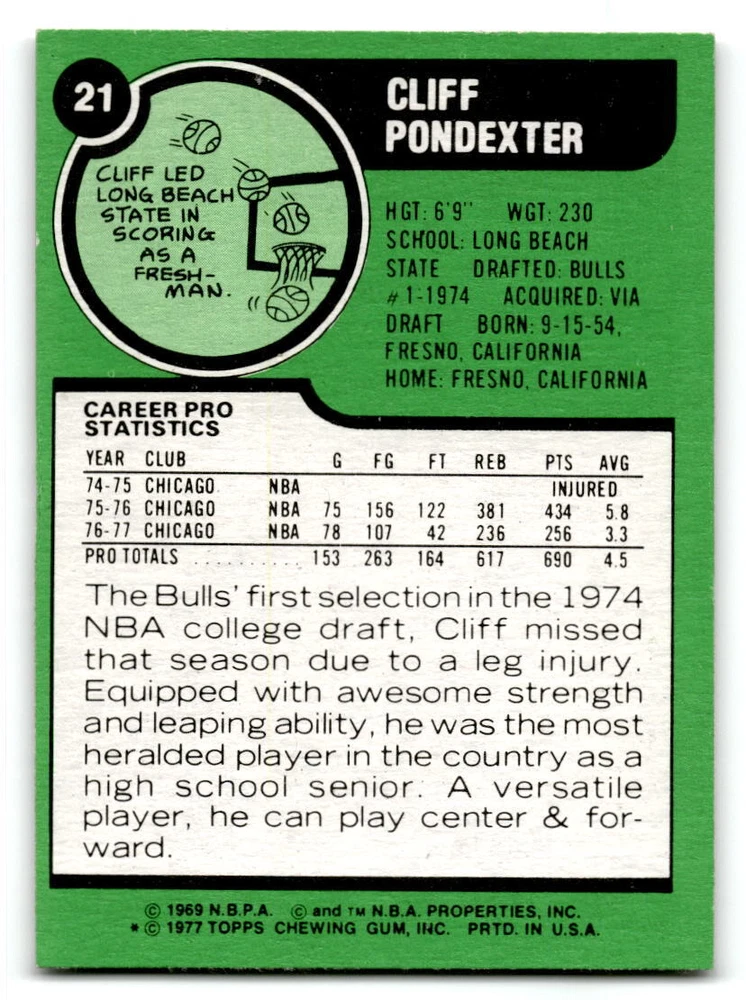 21
CLIFF
PONDEXTER
CLIFF LED
LONG BEACH
STATE IN
SCORING
AS A
FRESH-
MAN.
HGT: 6'9" WGT: 230
SCHOOL: LONG BEACH
STATE DRAFTED: BULLS
#1-1974 ACQUIRED: VIA
DRAFT BORN: 9-15-54,
FRESNO, CALIFORNIA
HOME: FRESNO, CALIFORNIA
CAREER PRO
STATISTICS
YEAR CLUB G FG FT REB PTS AVG
74-75 CHICAGO NBA INJURED
75-76 CHICAGO NBA 75 156 122 381 434 5.8
76-77 CHICAGO NBA 78 107 42 236 256 3.3
PRO TOTALS .......... 153 263 164 617 690 4.5
The Bulls' first selection in the 1974
NBA college draft, Cliff missed
that season due to a leg injury.
Equipped with awesome strength
and leaping ability, he was the most
heralded player in the country as a
high school senior. A versatile
player, he can play center & for-
ward.
© 1969 N.B.P.A. © and TM N.B.A. PROPERTIES, INC.
* © 1977 TOPPS CHEWING GUM, INC. PRTD. IN U.S.A.